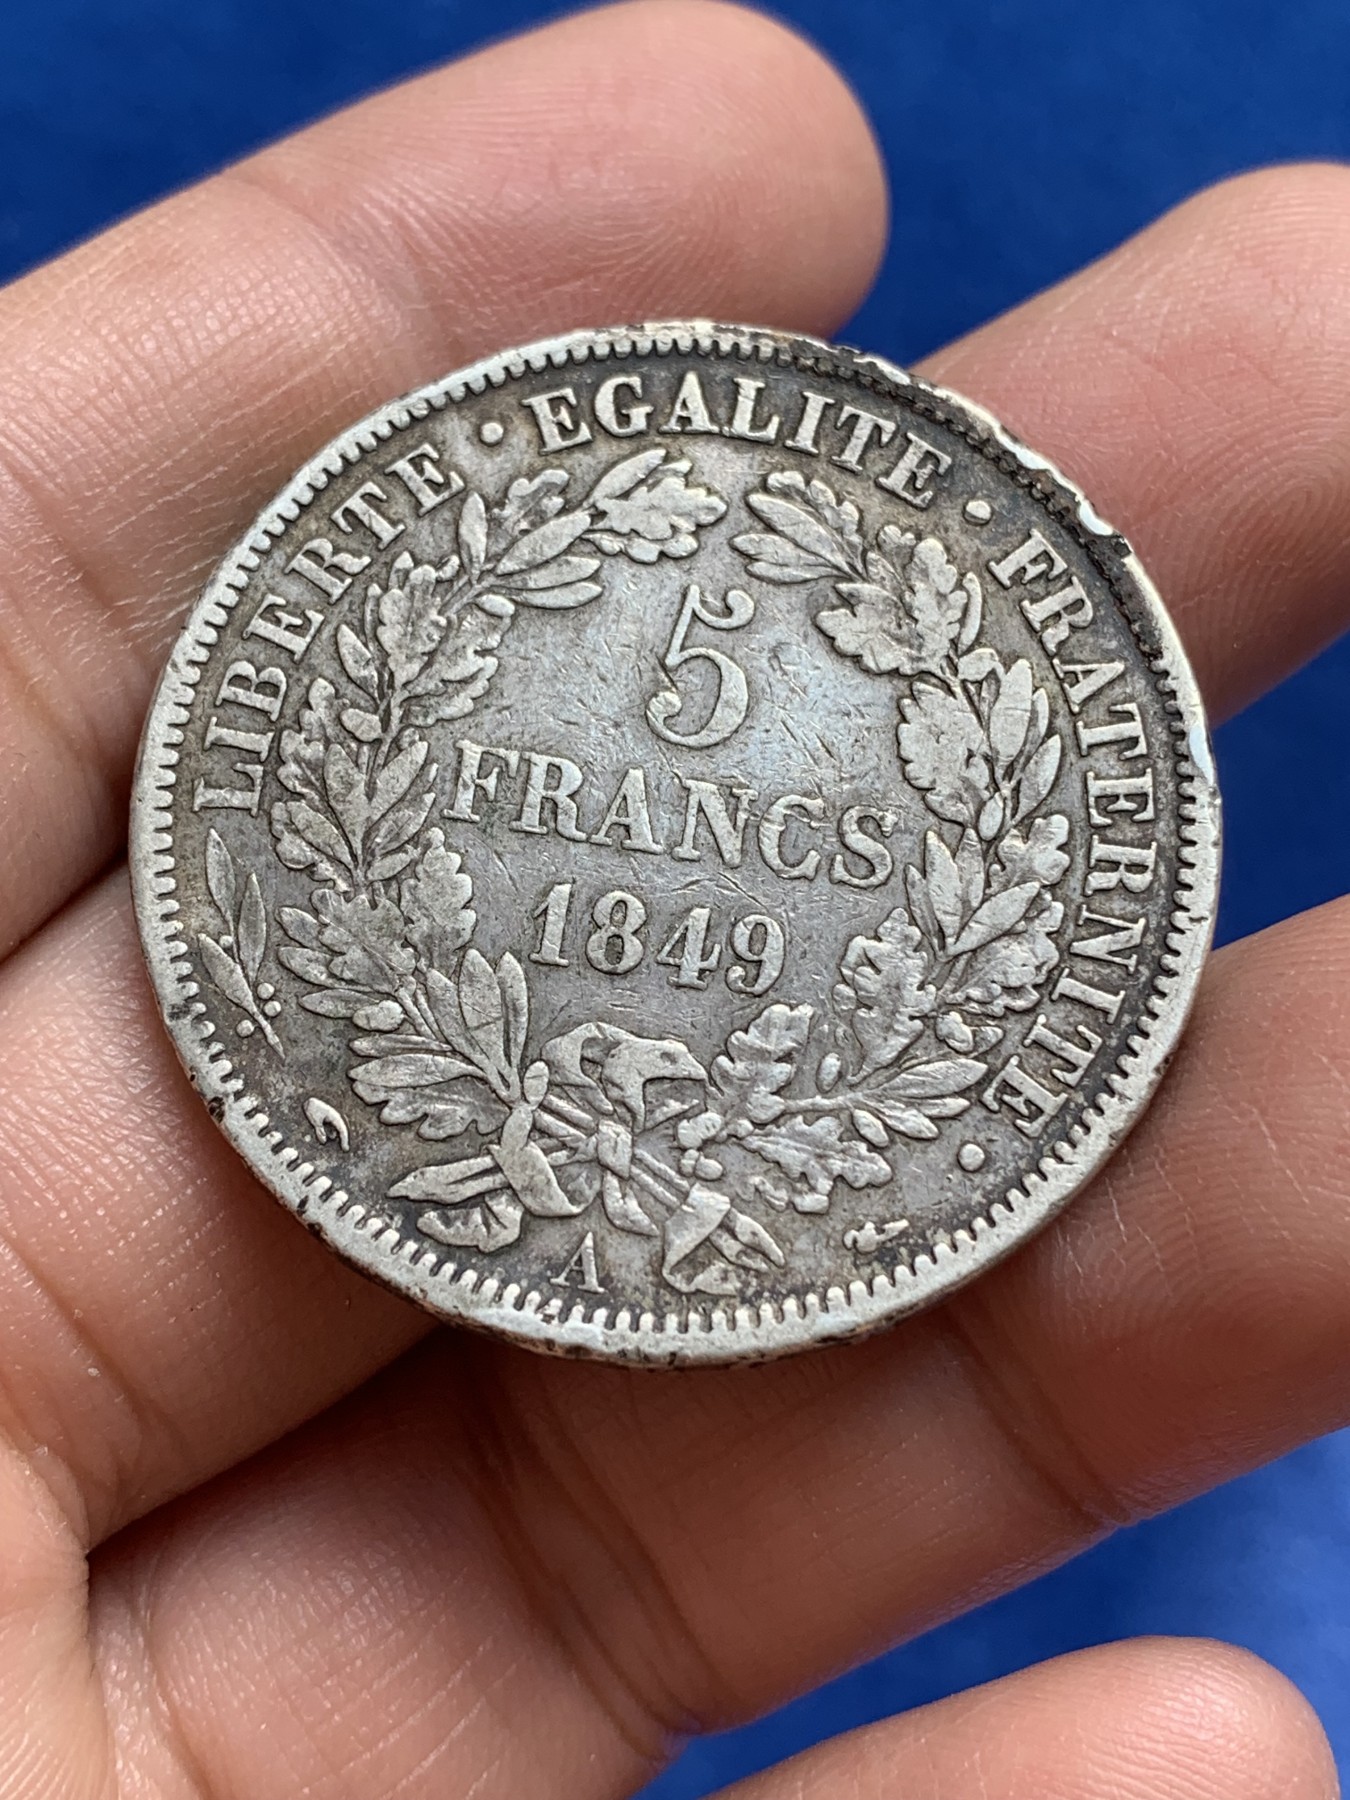 LIBERTE · EGALITE · FRATERNITE ·
5
FRANCS
1849
A